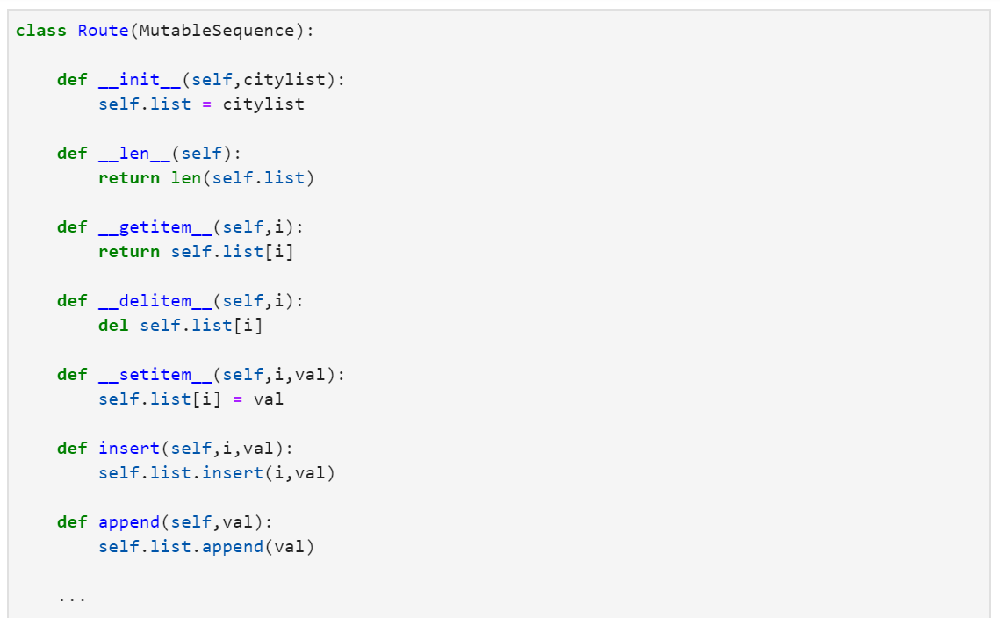 class Route(MutableSequence):

    def __init__(self,citylist):
        self.list = citylist

    def __len__(self):
        return len(self.list)

    def __getitem__(self,i):
        return self.list[i]

    def __delitem__(self,i):
        del self.list[i]

    def __setitem__(self,i,val):
        self.list[i] = val

    def insert(self,i,val):
        self.list.insert(i,val)

    def append(self,val):
        self.list.append(val)

    ...